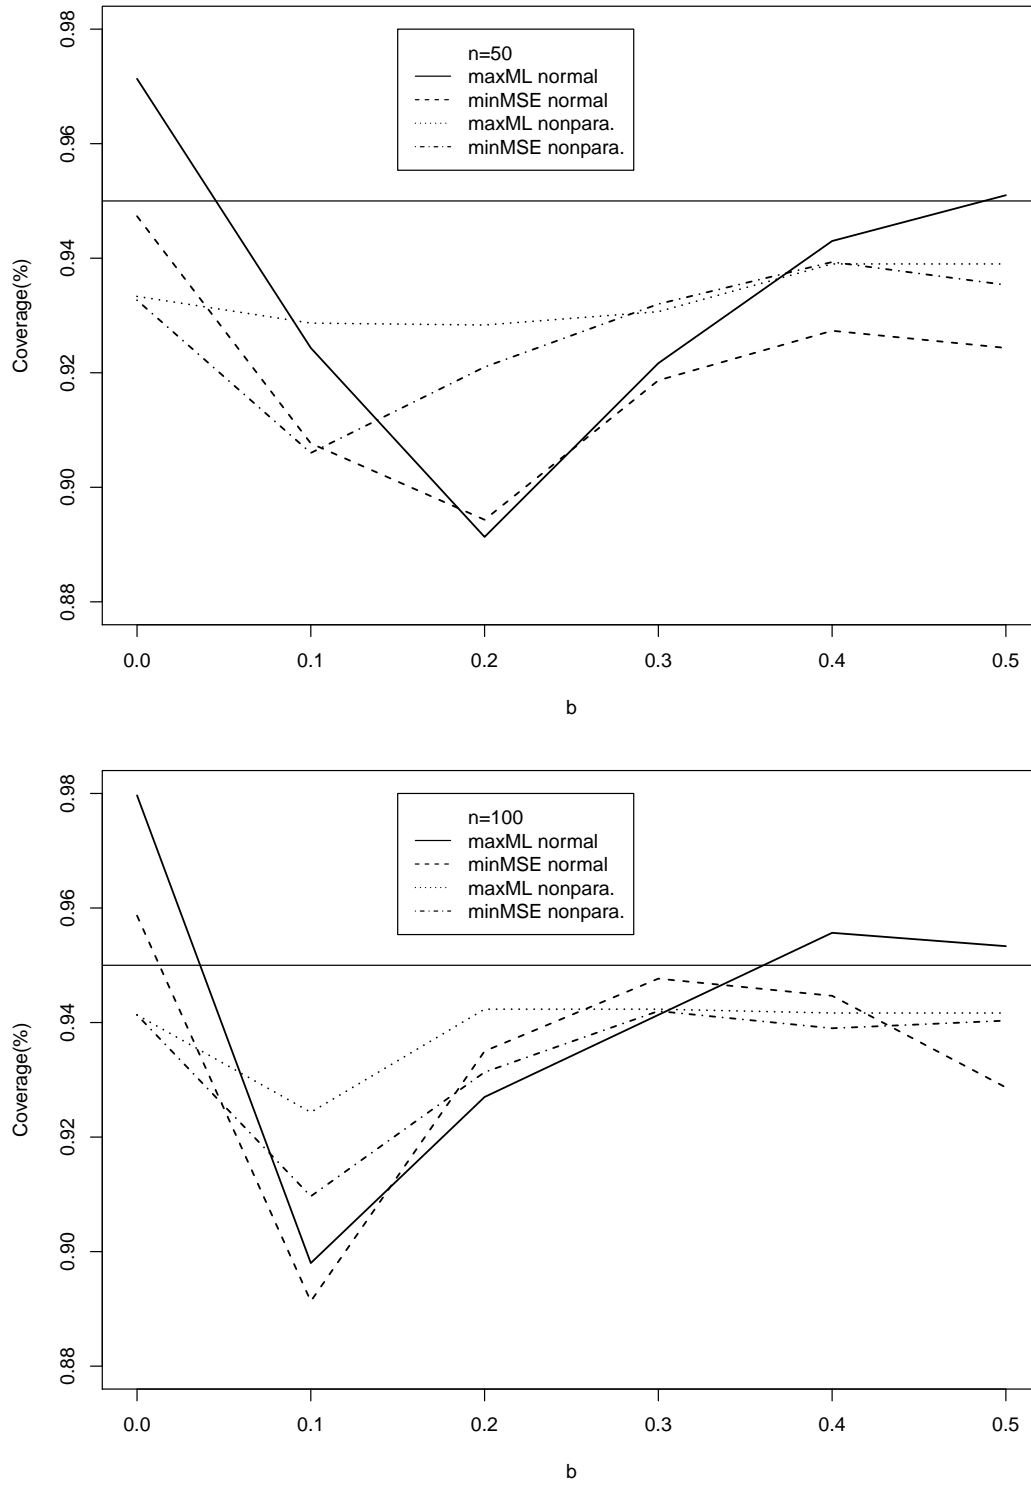 n=50
maxML normal
minMSE normal
maxML nonpara.
minMSE nonpara.
Coverage(%)
0.98
0.96
0.94
0.92
0.90
0.88
0.0 0.1 0.2 0.3 0.4 0.5
b
n=100
maxML normal
minMSE normal
maxML nonpara.
minMSE nonpara.
Coverage(%)
0.98
0.96
0.94
0.92
0.90
0.88
0.0 0.1 0.2 0.3 0.4 0.5
b